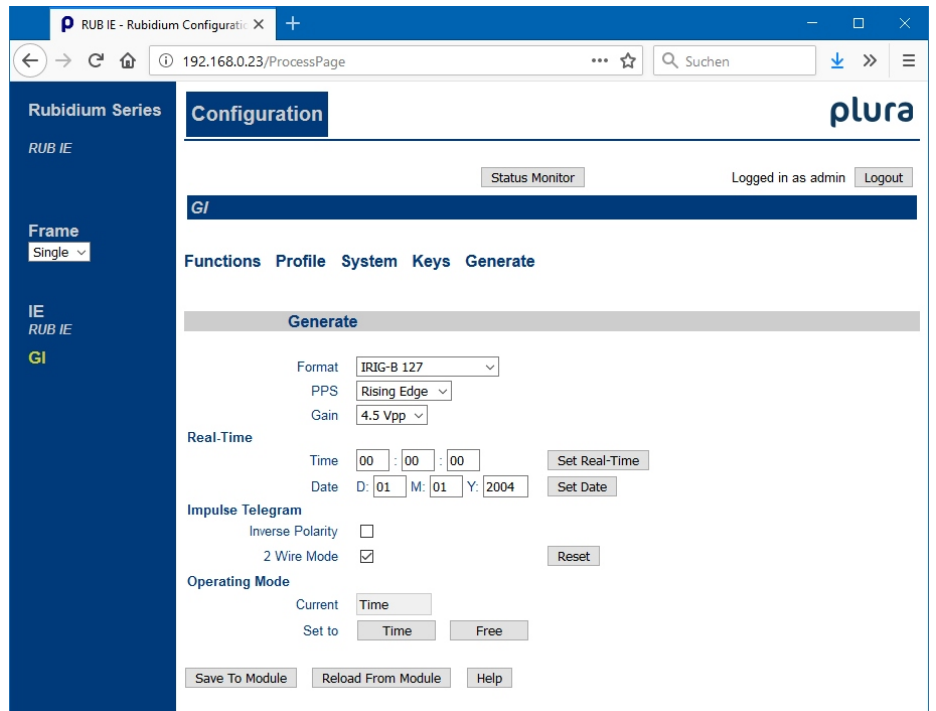 RUB IE - Rubidium Configuratic
192.168.0.23/ProcessPage
Suchen
Rubidium Series
RUB IE
Frame
Single
IE
RUB IE
GI
Configuration
plura
Status Monitor
Logged in as admin Logout
GI
Functions Profile System Keys Generate
Generate
Format IRIG-B 127
PPS Rising Edge
Gain 4.5 Vpp
Real-Time
Time 00 : 00 : 00 Set Real-Time
Date D: 01 M: 01 Y: 2004 Set Date
Impulse Telegram
Inverse Polarity
2 Wire Mode Reset
Operating Mode
Current Time
Set to Time Free
Save To Module Reload From Module Help